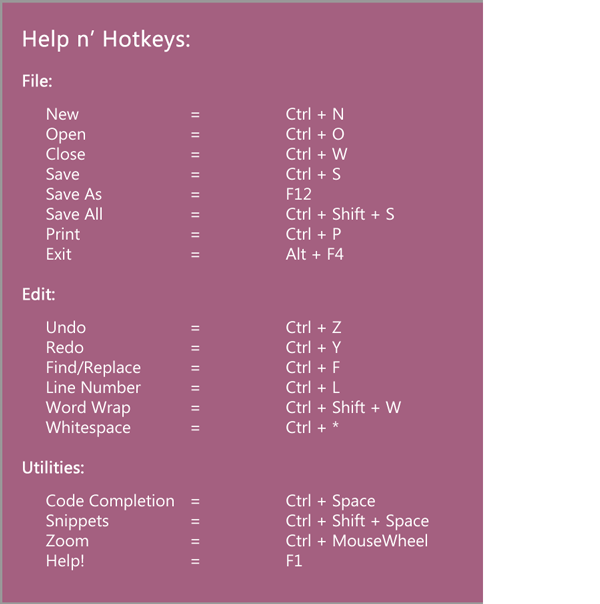 Help n’ Hotkeys:
File:
New = Ctrl + N
Open = Ctrl + O
Close = Ctrl + W
Save = Ctrl + S
Save As = F12
Save All = Ctrl + Shift + S
Print = Ctrl + P
Exit = Alt + F4
Edit:
Undo = Ctrl + Z
Redo = Ctrl + Y
Find/Replace = Ctrl + F
Line Number = Ctrl + L
Word Wrap = Ctrl + Shift + W
Whitespace = Ctrl + *
Utilities:
Code Completion = Ctrl + Space
Snippets = Ctrl + Shift + Space
Zoom = Ctrl + MouseWheel
Help! = F1